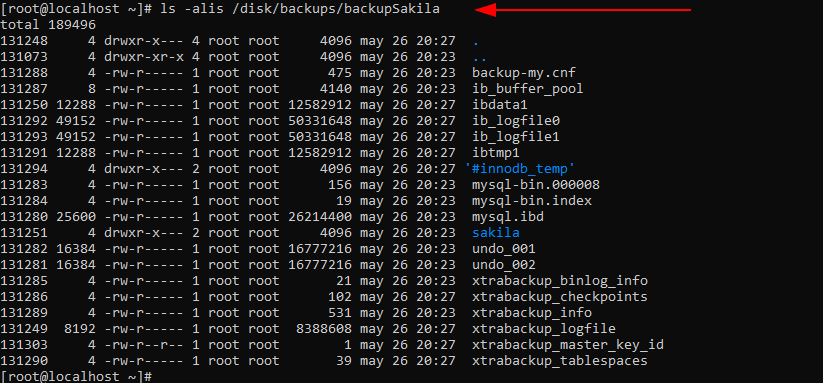 [root@localhost ~]# ls -alis /disk/backups/backupSakila
total 189496
131248     4 drwxr-x--- 4 root root     4096 may 26 20:27  .
131073     4 drwxr-xr-x 4 root root     4096 may 26 20:27  ..
131288     4 -rw-r----- 1 root root      475 may 26 20:23  backup-my.cnf
131287     8 -rw-r----- 1 root root     4140 may 26 20:23  ib_buffer_pool
131250 12288 -rw-r----- 1 root root 12582912 may 26 20:27  ibdata1
131292 49152 -rw-r----- 1 root root 50331648 may 26 20:27  ib_logfile0
131293 49152 -rw-r----- 1 root root 50331648 may 26 20:27  ib_logfile1
131291 12288 -rw-r----- 1 root root 12582912 may 26 20:27  ibtmp1
131294     4 drwxr-x--- 2 root root     4096 may 26 20:27 '#innodb_temp'
131283     4 -rw-r----- 1 root root      156 may 26 20:23  mysql-bin.000008
131284     4 -rw-r----- 1 root root       19 may 26 20:23  mysql-bin.index
131280 25600 -rw-r----- 1 root root 26214400 may 26 20:23  mysql.ibd
131251     4 drwxr-x--- 2 root root     4096 may 26 20:23  sakila
131282 16384 -rw-r----- 1 root root 16777216 may 26 20:23  undo_001
131281 16384 -rw-r----- 1 root root 16777216 may 26 20:23  undo_002
131285     4 -rw-r----- 1 root root       21 may 26 20:23  xtrabackup_binlog_info
131286     4 -rw-r----- 1 root root      102 may 26 20:27  xtrabackup_checkpoints
131289     4 -rw-r----- 1 root root      531 may 26 20:23  xtrabackup_info
131249  8192 -rw-r----- 1 root root  8388608 may 26 20:27  xtrabackup_logfile
131303     4 -rw-r--r-- 1 root root        1 may 26 20:27  xtrabackup_master_key_id
131290     4 -rw-r----- 1 root root       39 may 26 20:23  xtrabackup_tablespaces
[root@localhost ~]#